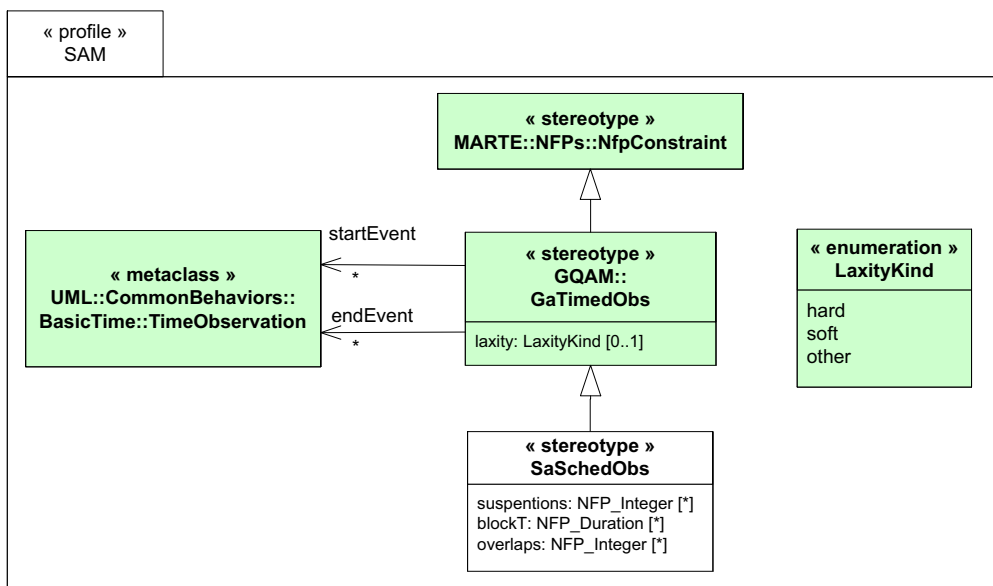 « profile »
SAM
« stereotype »
MARTE::NFPs::NfpConstraint
startEvent
*
« metaclass »
UML::CommonBehaviors::
BasicTime::TimeObservation
endEvent
*
« stereotype »
GQAM::
GaTimedObs
laxity: LaxityKind [0..1]
« enumeration »
LaxityKind
hard
soft
other
« stereotype »
SaSchedObs
suspentions: NFP_Integer [*]
blockT: NFP_Duration [*]
overlaps: NFP_Integer [*]